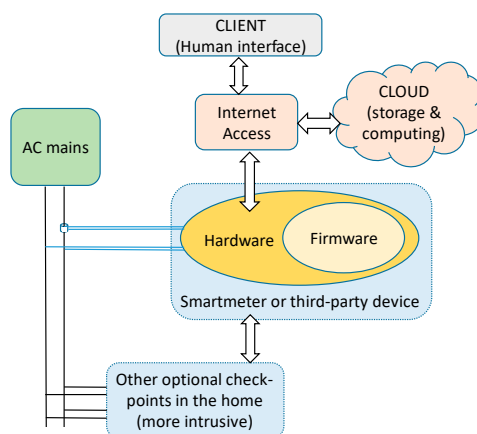 CLIENT
(Human interface)
Internet
Access
CLOUD
(storage &
computing)
AC mains
Hardware
Firmware
Smartmeter or third-party device
Other optional check-
points in the home
(more intrusive)